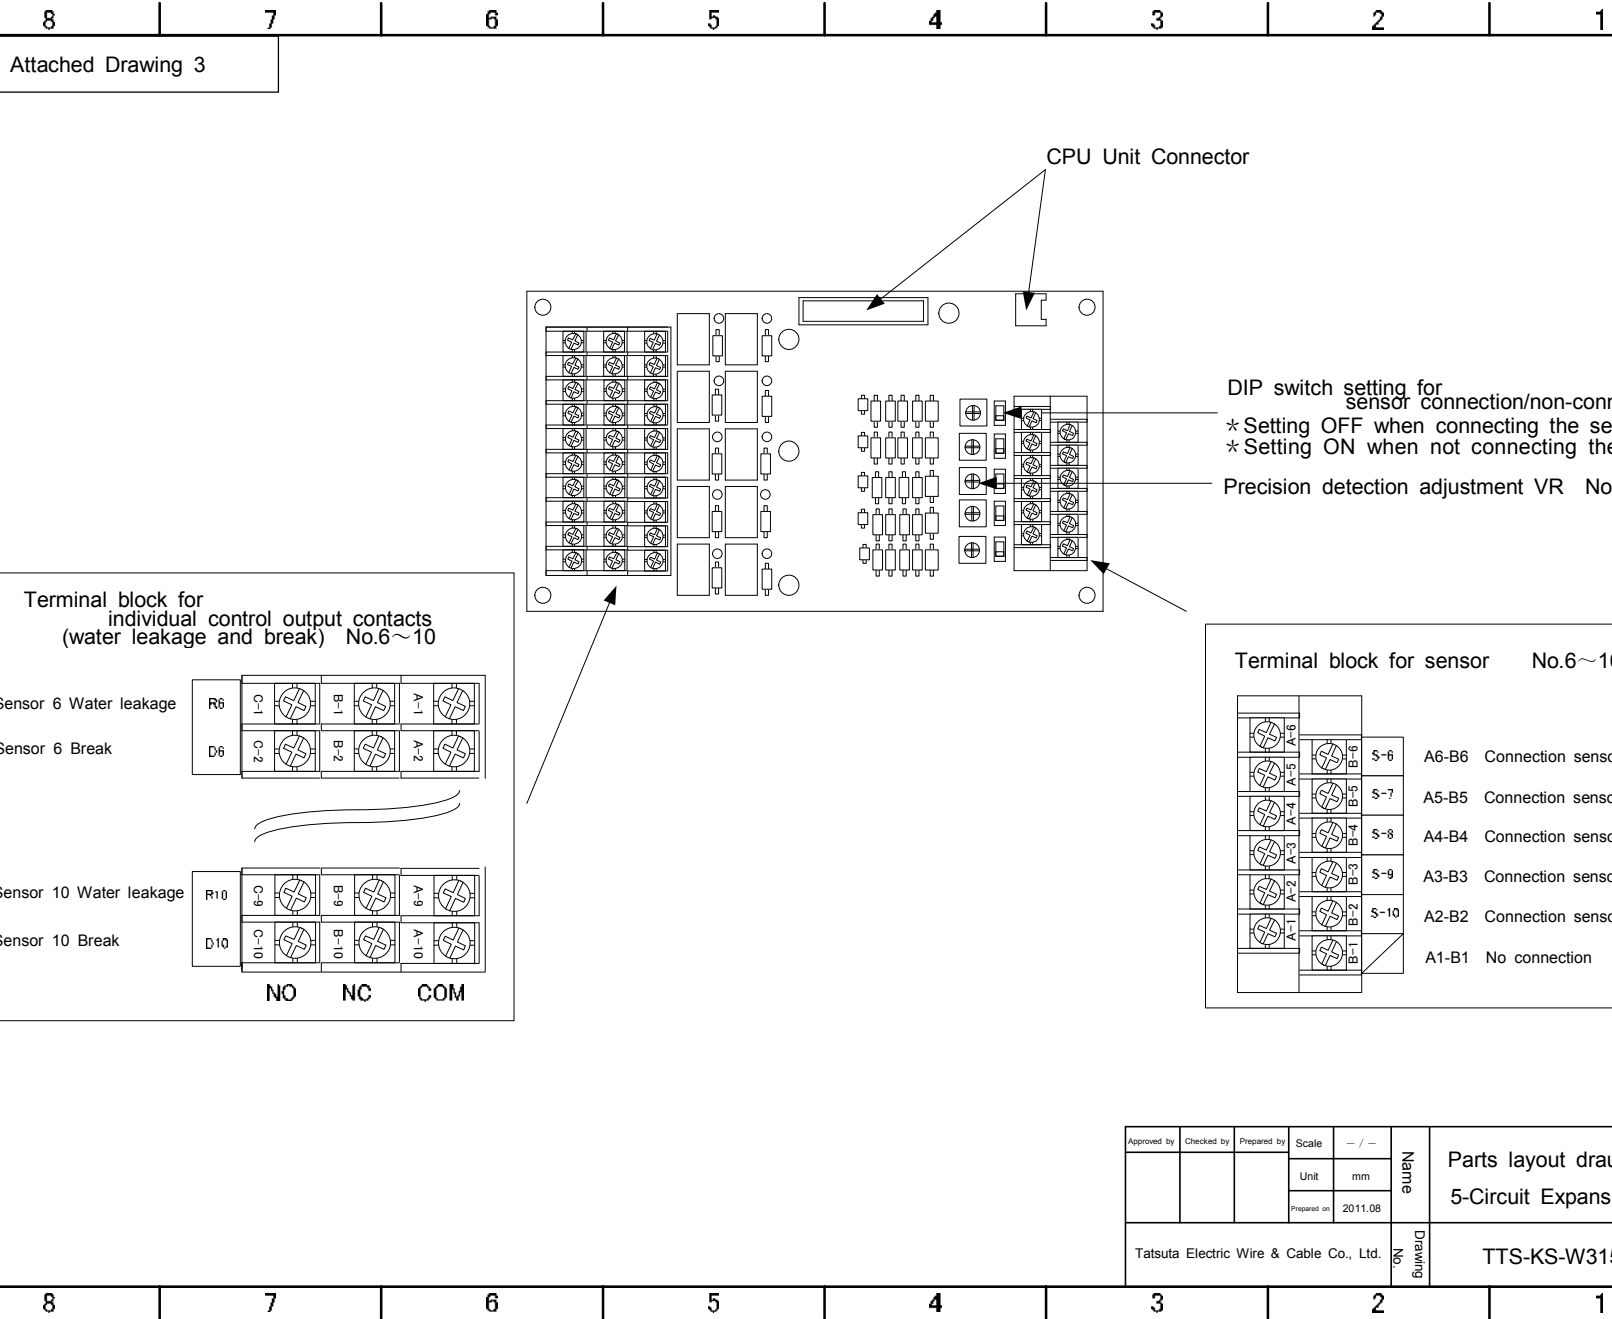 8 7 6 5 4 3 2 1
Attached Drawing 3
CPU Unit Connector
DIP switch setting for
sensor connection/non-conn
*Setting OFF when connecting the se
*Setting ON when not connecting the
Precision detection adjustment VR No
Terminal block for
individual control output contacts
(water leakage and break) No.6~10
Sensor 6 Water leakage R6 C-1 B-1 A-1
Sensor 6 Break D6 C-2 B-2 A-2
Sensor 10 Water leakage R10 C-9 B-9 A-9
Sensor 10 Break D10 C-10 B-10 A-10
NO NC COM
Terminal block for sensor No.6~10
A-6
B-6 S-6 A6-B6 Connection senso
A-5
B-5 S-7 A5-B5 Connection senso
A-4
B-4 S-8 A4-B4 Connection senso
A-3
B-3 S-9 A3-B3 Connection senso
A-2
B-2 S-10 A2-B2 Connection senso
A-1
B-1 A1-B1 No connection
Approved by Checked by Prepared by Scale －/－ Name
Unit mm
Prepared on 2011.08
Parts layout drau
5-Circuit Expans
Tatsuta Electric Wire & Cable Co., Ltd. Drawing No. TTS-KS-W315
8 7 6 5 4 3 2 1